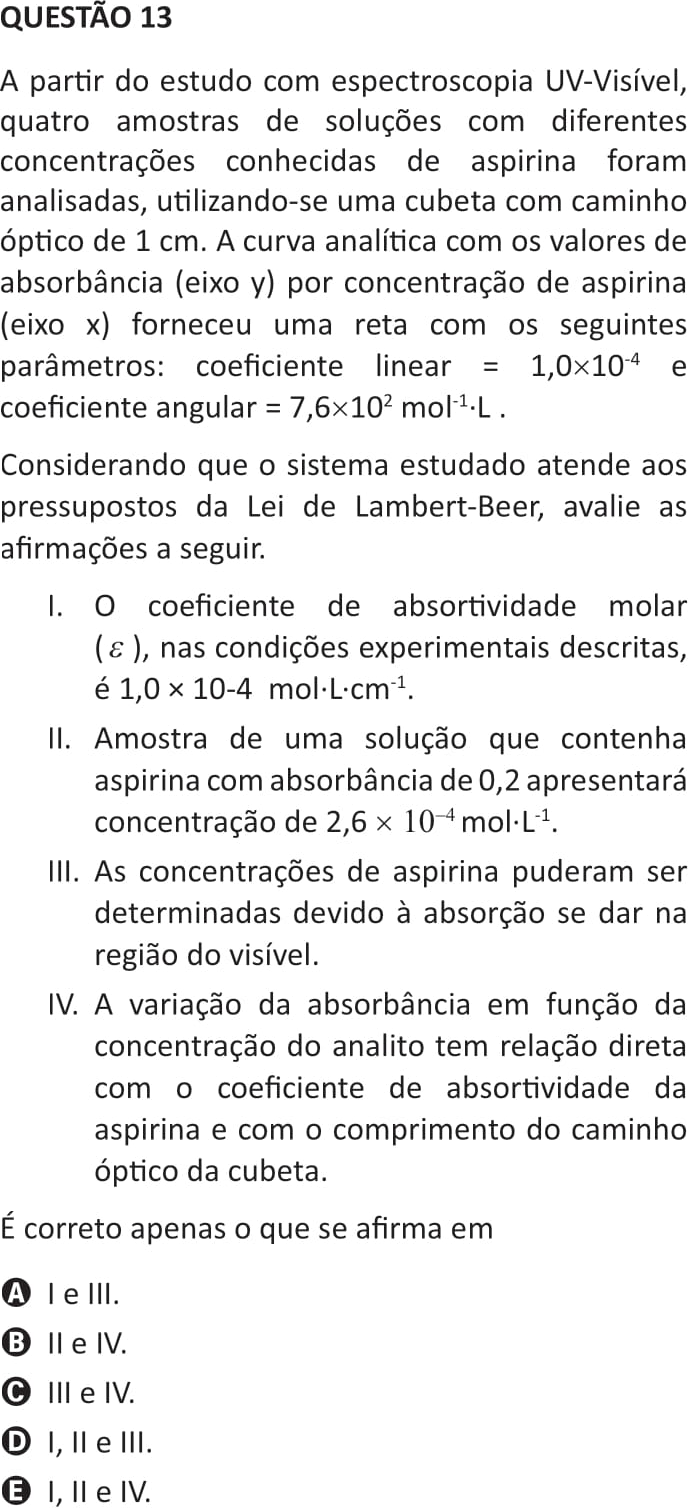 QUESTÃO 13
A partir do estudo com espectroscopia UV-Visível,
quatro amostras de soluções com diferentes
concentrações conhecidas de aspirina foram
analisadas, utilizando-se uma cubeta com caminho
óptico de 1 cm. A curva analítica com os valores de
absorbância (eixo y) por concentração de aspirina
(eixo x) forneceu uma reta com os seguintes
parâmetros: coeficiente linear = 1,0×10⁻⁴ e
coeficiente angular = 7,6×10² mol⁻¹·L .
Considerando que o sistema estudado atende aos
pressupostos da Lei de Lambert-Beer, avalie as
afirmações a seguir.
I. O coeficiente de absortividade molar
( ε ), nas condições experimentais descritas,
é 1,0 × 10-4 mol·L·cm⁻¹.
II. Amostra de uma solução que contenha
aspirina com absorbância de 0,2 apresentará
concentração de 2,6 × 10⁻⁴ mol·L⁻¹.
III. As concentrações de aspirina puderam ser
determinadas devido à absorção se dar na
região do visível.
IV. A variação da absorbância em função da
concentração do analito tem relação direta
com o coeficiente de absortividade da
aspirina e com o comprimento do caminho
óptico da cubeta.
É correto apenas o que se afirma em
A I e III.
B II e IV.
C III e IV.
D I, II e III.
E I, II e IV.